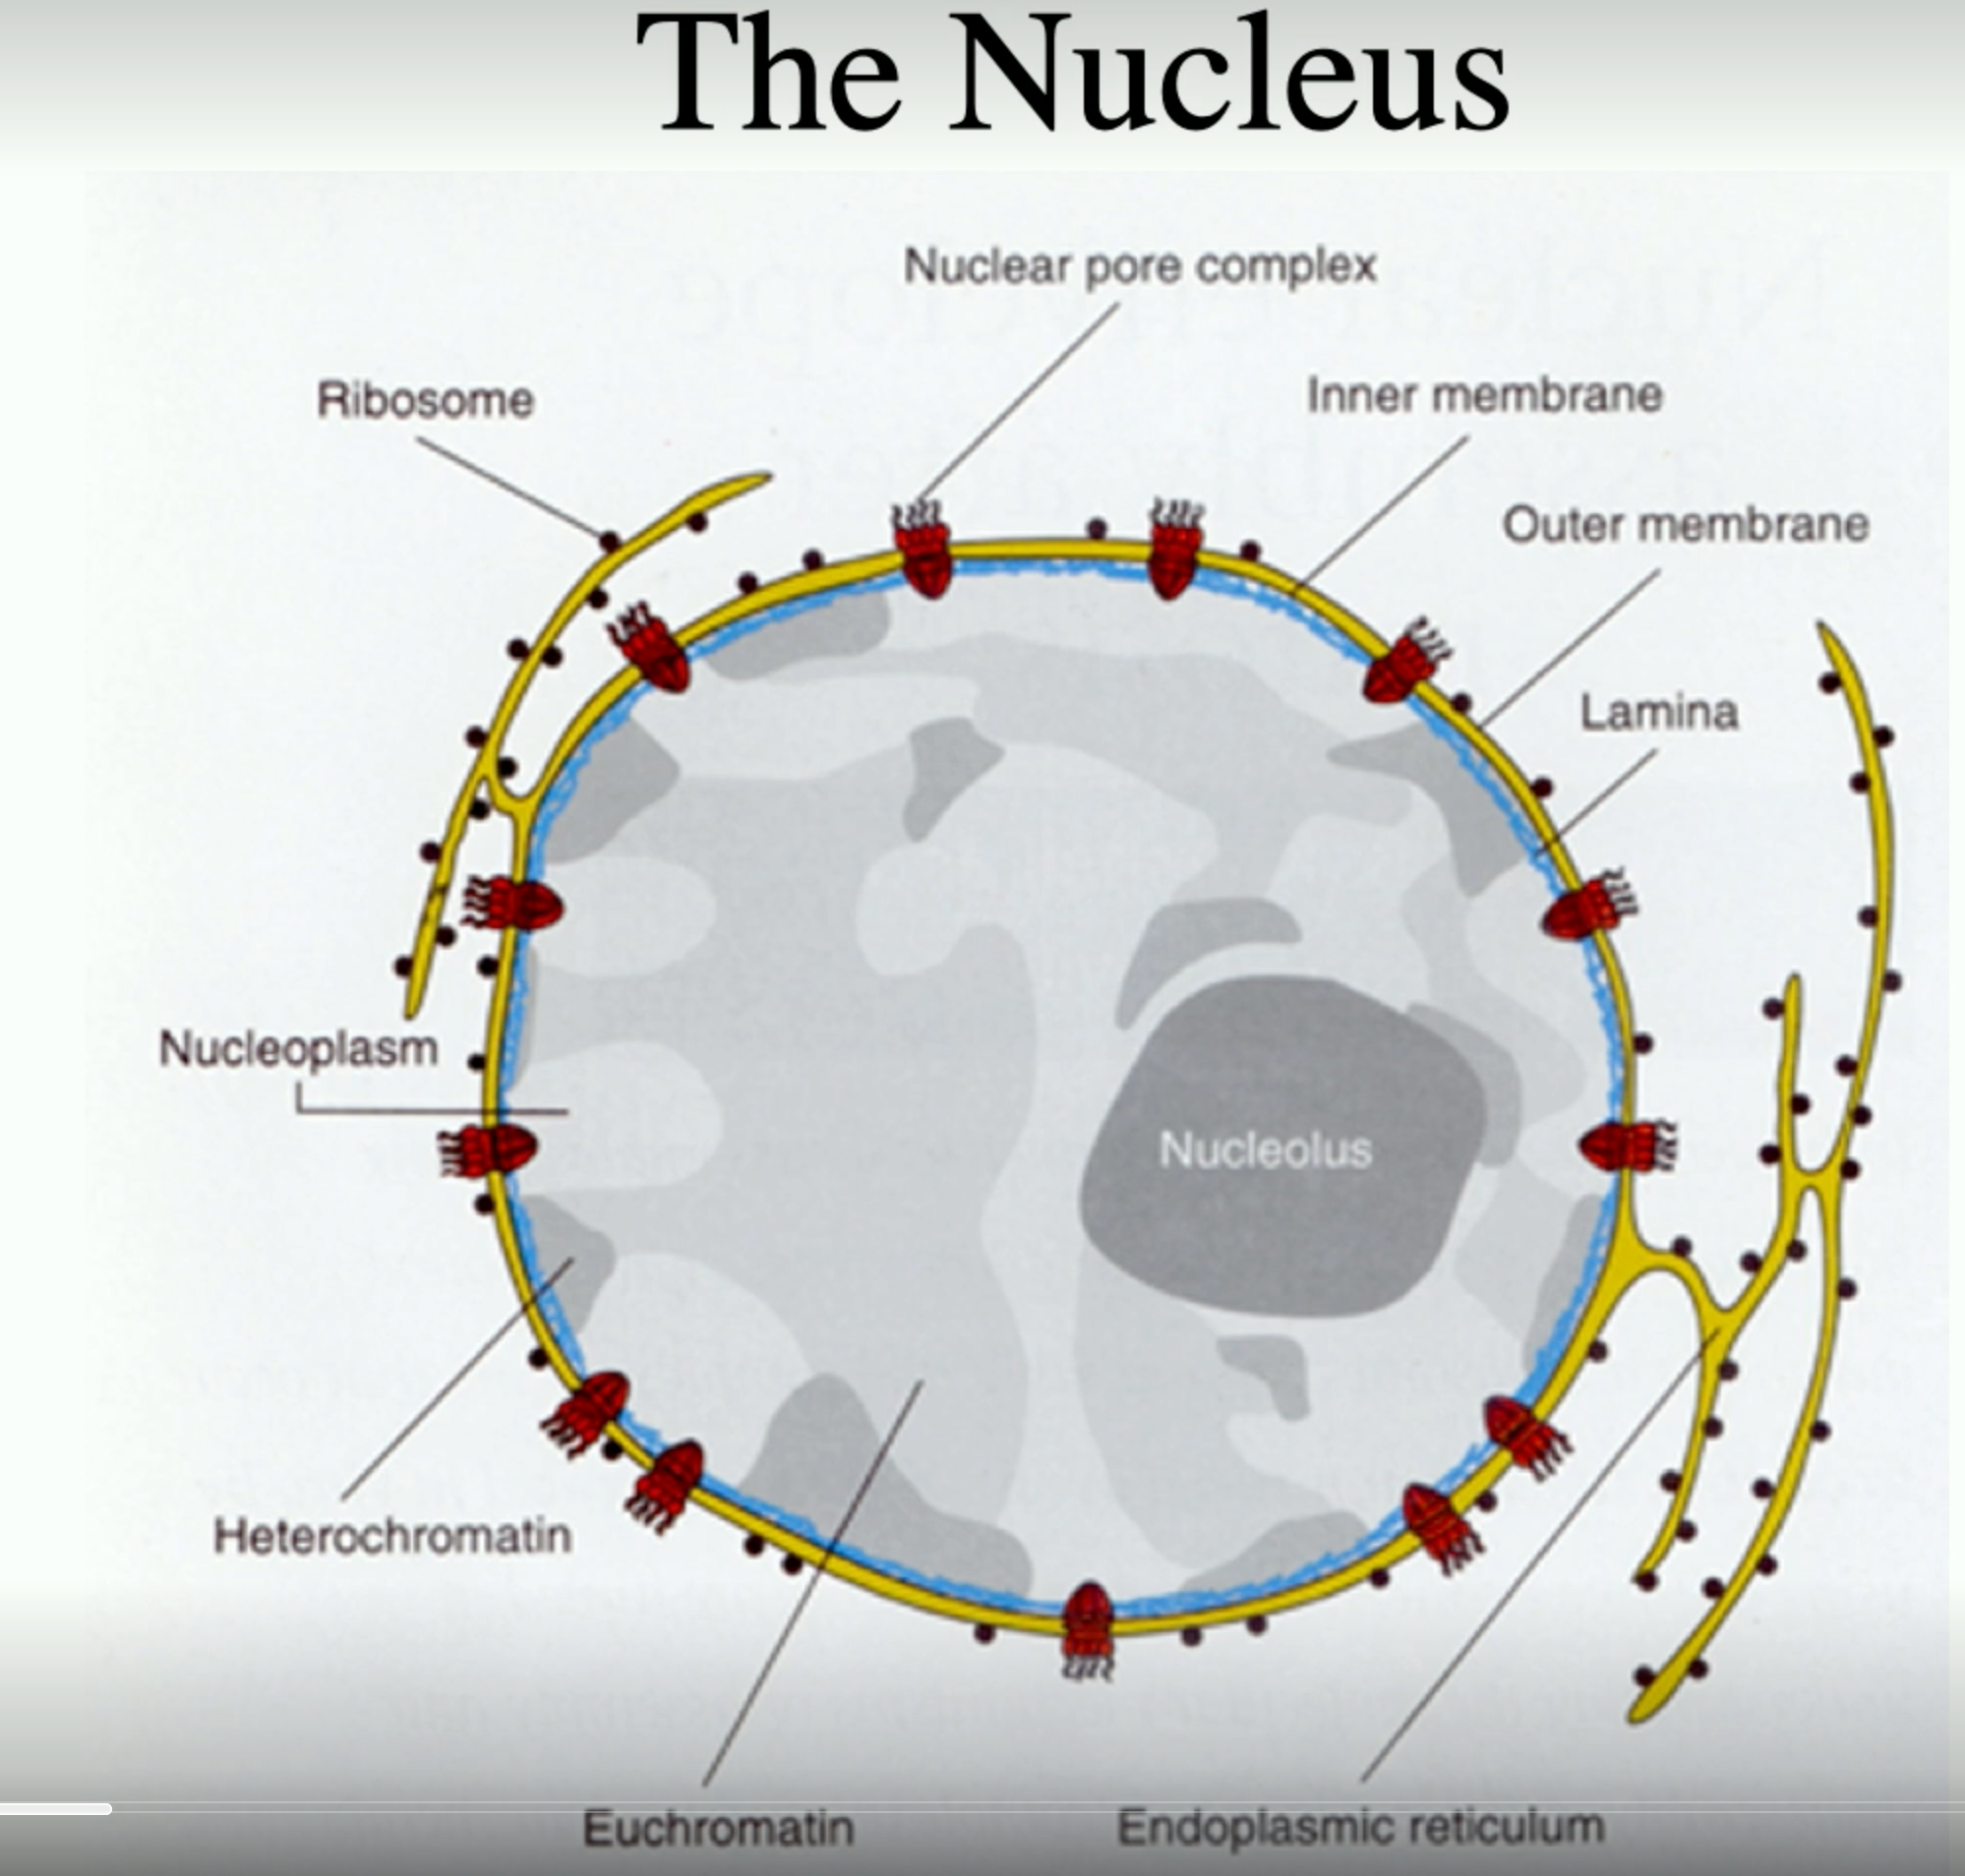 The Nucleus
Nuclear pore complex
Ribosome
Inner membrane
Outer membrane
Lamina
Nucleoplasm
Nucleolus
Heterochromatin
Euchromatin
Endoplasmic reticulum